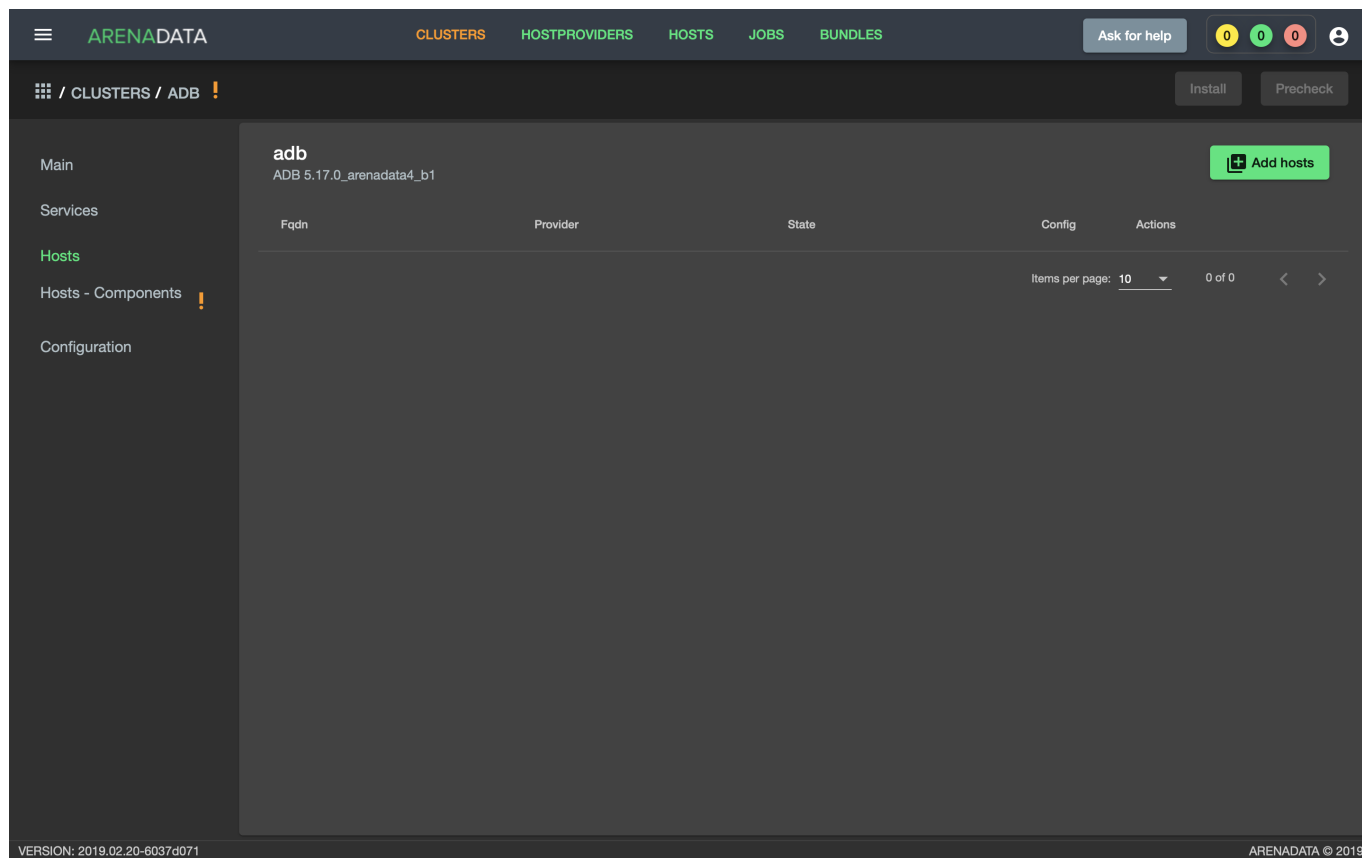 ARENADATA CLUSTERS HOSTPROVIDERS HOSTS JOBS BUNDLES Ask for help 0 0 0
/ CLUSTERS / ADB ! Install Precheck
Main
Services
Hosts
Hosts - Components !
Configuration
adb
ADB 5.17.0_arenadata4_b1
Add hosts
Fqdn Provider State Config Actions
Items per page: 10 0 of 0
VERSION: 2019.02.20-6037d071 ARENADATA © 2019